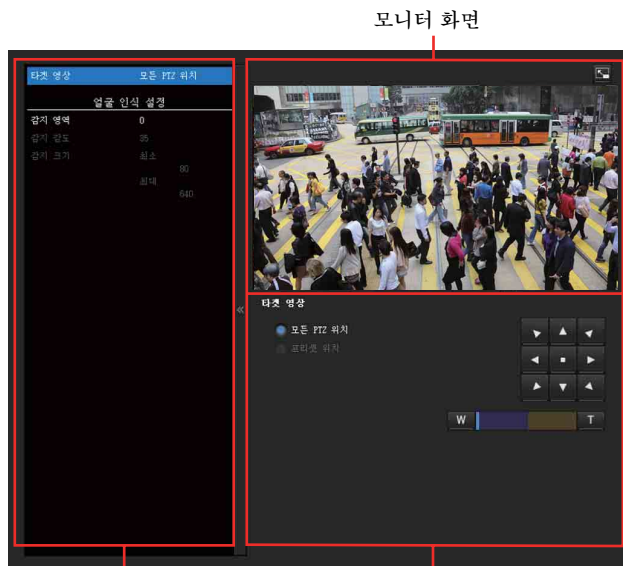 모니터 화면
타겟 영상 모든 PTZ 위치
얼굴 인식 설정
감지 영역 0
감지 밀도 35
감지 크기 최소
80
최대
640
«
타겟 영상
모든 PTZ 위치
프리셋 위치
W T